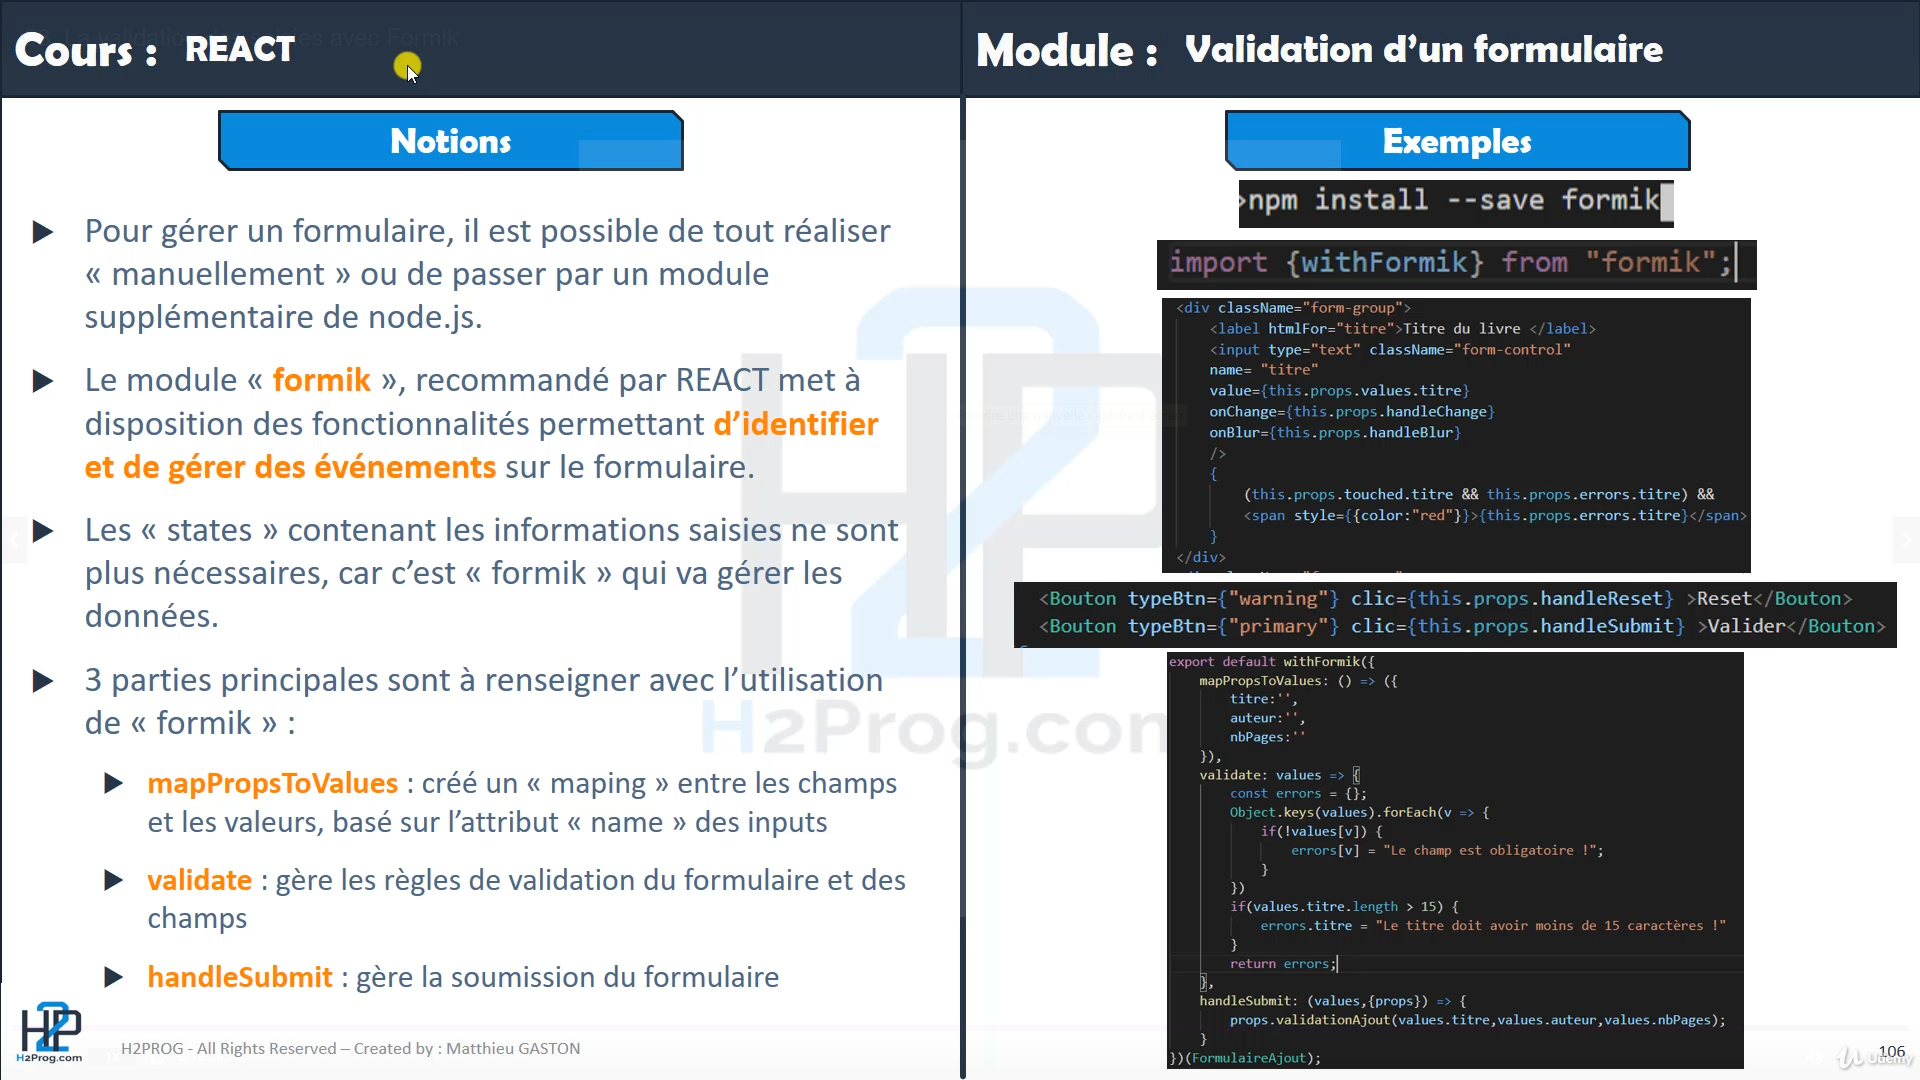 Cours : REACT
Module : Validation d'un formulaire
Notions
Pour gérer un formulaire, il est possible de tout réaliser
« manuellement » ou de passer par un module
supplémentaire de node.js.
Le module « formik », recommandé par REACT met à
disposition des fonctionnalités permettant d'identifier
et de gérer des événements sur le formulaire.
Les « states » contenant les informations saisies ne sont
plus nécessaires, car c'est « formik » qui va gérer les
données.
3 parties principales sont à renseigner avec l'utilisation
de « formik » :
mapPropsToValues : créé un « maping » entre les champs
et les valeurs, basé sur l'attribut « name » des inputs
validate : gère les règles de validation du formulaire et des
champs
handleSubmit : gère la soumission du formulaire
Exemples
>npm install --save formik
import {withFormik} from "formik";
<div className="form-group">
<label htmlFor="titre">Titre du livre </label>
<input type="text" className="form-control"
name= "titre"
value={this.props.values.titre}
onChange={this.props.handleChange}
onBlur={this.props.handleBlur}
/>
{
(this.props.touched.titre && this.props.errors.titre) &&
<span style={{color:"red"}}>{this.props.errors.titre}</span>
}
</div>
<Bouton typeBtn={"warning"} clic={this.props.handleReset} >Reset</Bouton>
<Bouton typeBtn={"primary"} clic={this.props.handleSubmit} >Valider</Bouton>
export default withFormik({
mapPropsToValues: () => ({
titre:'',
auteur:'',
nbPages:''
}),
validate: values => {
const errors = {};
Object.keys(values).forEach(v => {
if(!values[v]) {
errors[v] = "Le champ est obligatoire !";
}
})
if(values.titre.length > 15) {
errors.titre = "Le titre doit avoir moins de 15 caractères !"
}
return errors;
},
handleSubmit: (values,{props}) => {
props.validationAjout(values.titre,values.auteur,values.nbPages);
}
})(FormulaireAjout);
H2Prog.com
H2P
H2Prog.com
H2PROG - All Rights Reserved – Created by : Matthieu GASTON
106
Udemy